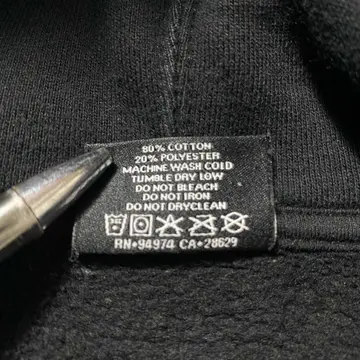 80% COTTON
20% POLYESTER
MACHINE WASH COLD
TUMBLE DRY LOW
DO NOT BLEACH
DO NOT IRON
DO NOT DRYCLEAN
RN•94974 CA•28629